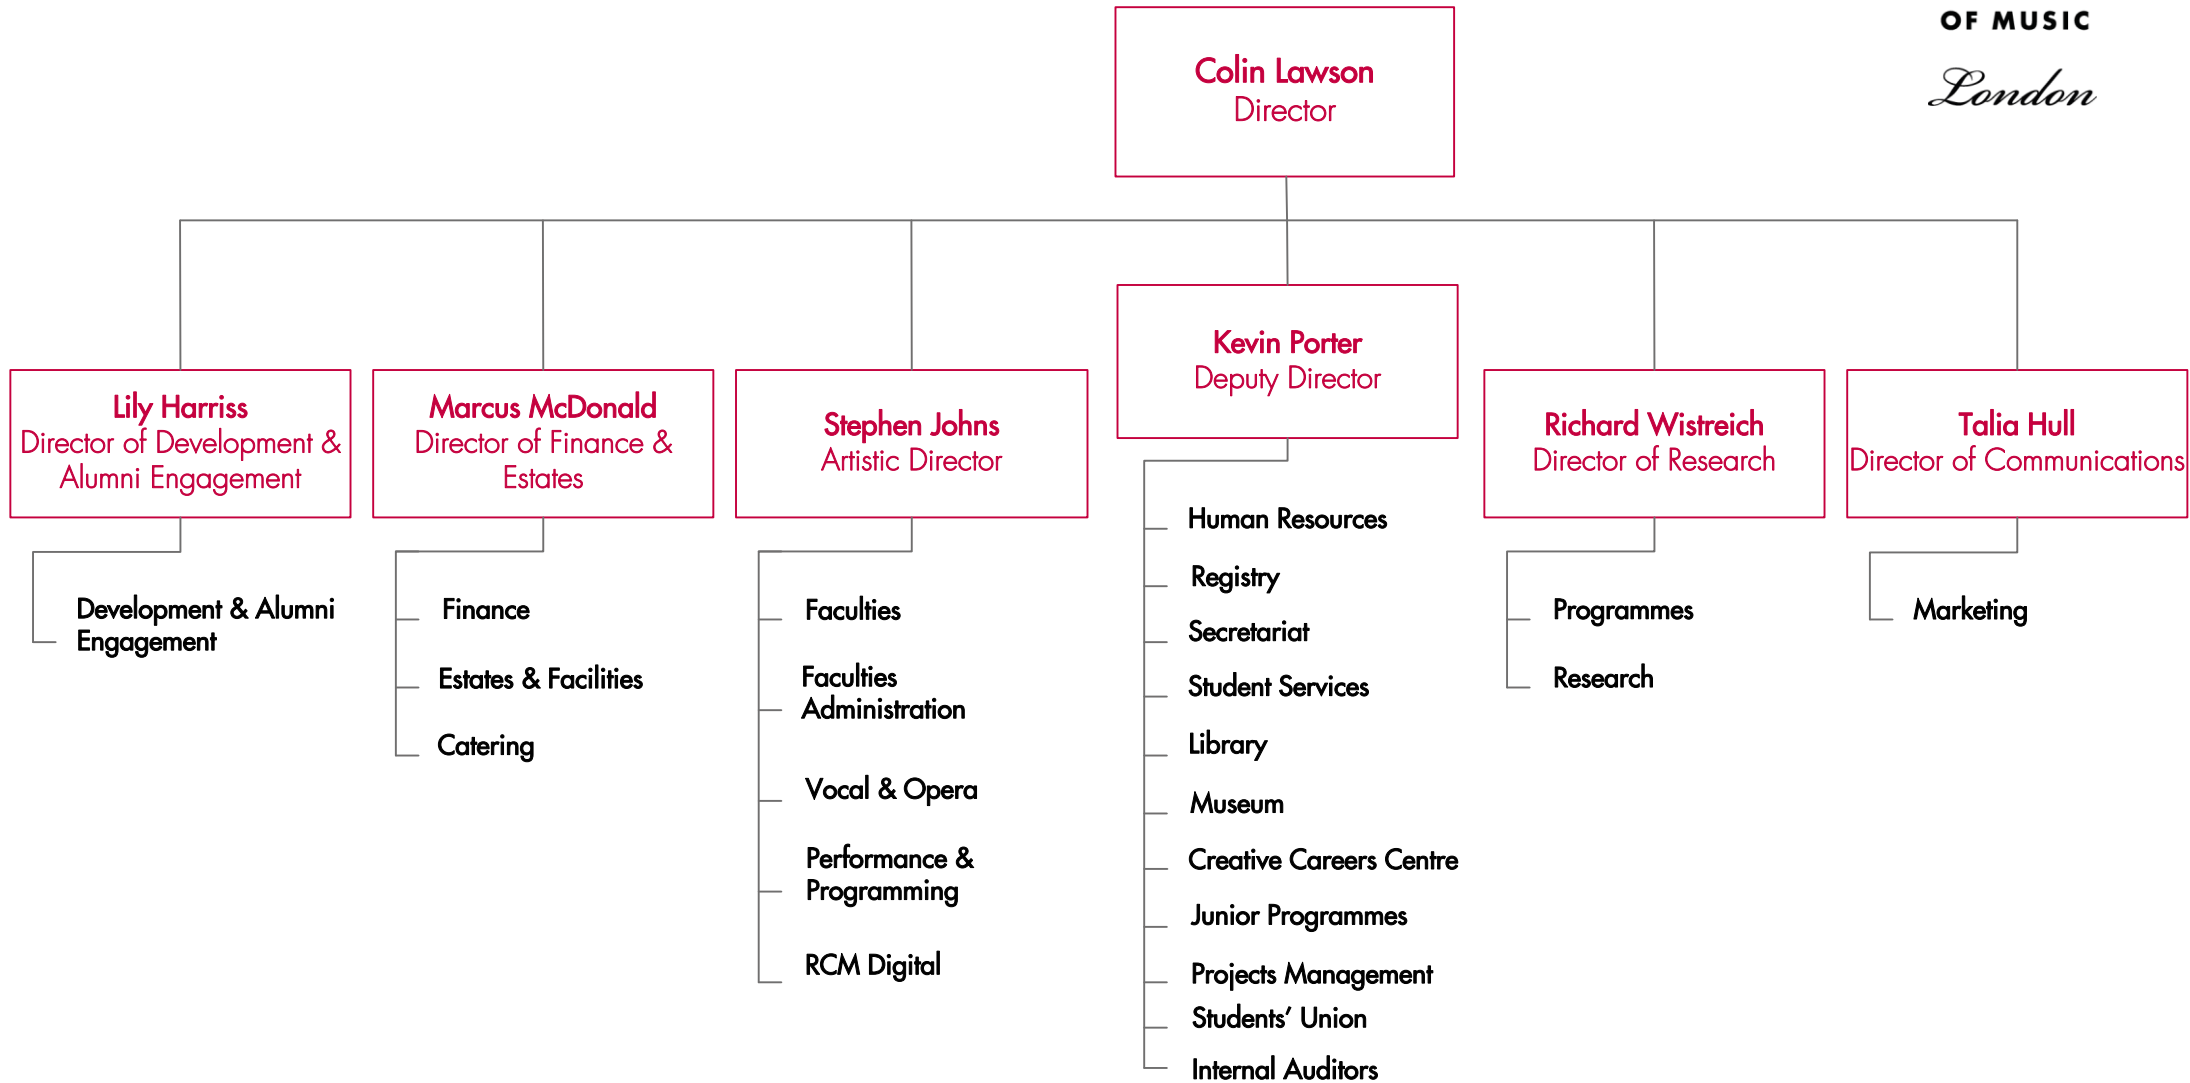 OF MUSIC
London
Colin Lawson
Director
Kevin Porter
Deputy Director
Lily Harriss
Director of Development &
Alumni Engagement
Marcus McDonald
Director of Finance &
Estates
Stephen Johns
Artistic Director
Richard Wistreich
Director of Research
Talia Hull
Director of Communications
Development & Alumni
Engagement
Finance
Estates & Facilities
Catering
Faculties
Faculties
Administration
Vocal & Opera
Performance &
Programming
RCM Digital
Human Resources
Registry
Secretariat
Student Services
Library
Museum
Creative Careers Centre
Junior Programmes
Projects Management
Students’ Union
Internal Auditors
Programmes
Research
Marketing